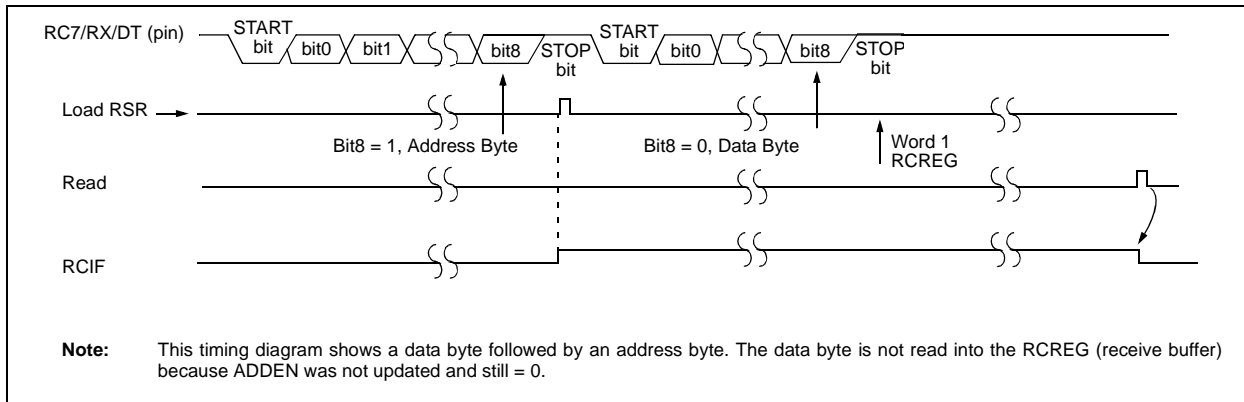 RC7/RX/DT (pin)
START
bit
bit0
bit1
bit8
STOP
bit
START
bit
bit0
bit8
STOP
bit
Load RSR
Bit8 = 1, Address Byte
Bit8 = 0, Data Byte
Word 1
RCREG
Read
RCIF
Note: This timing diagram shows a data byte followed by an address byte. The data byte is not read into the RCREG (receive buffer)
because ADDEN was not updated and still = 0.